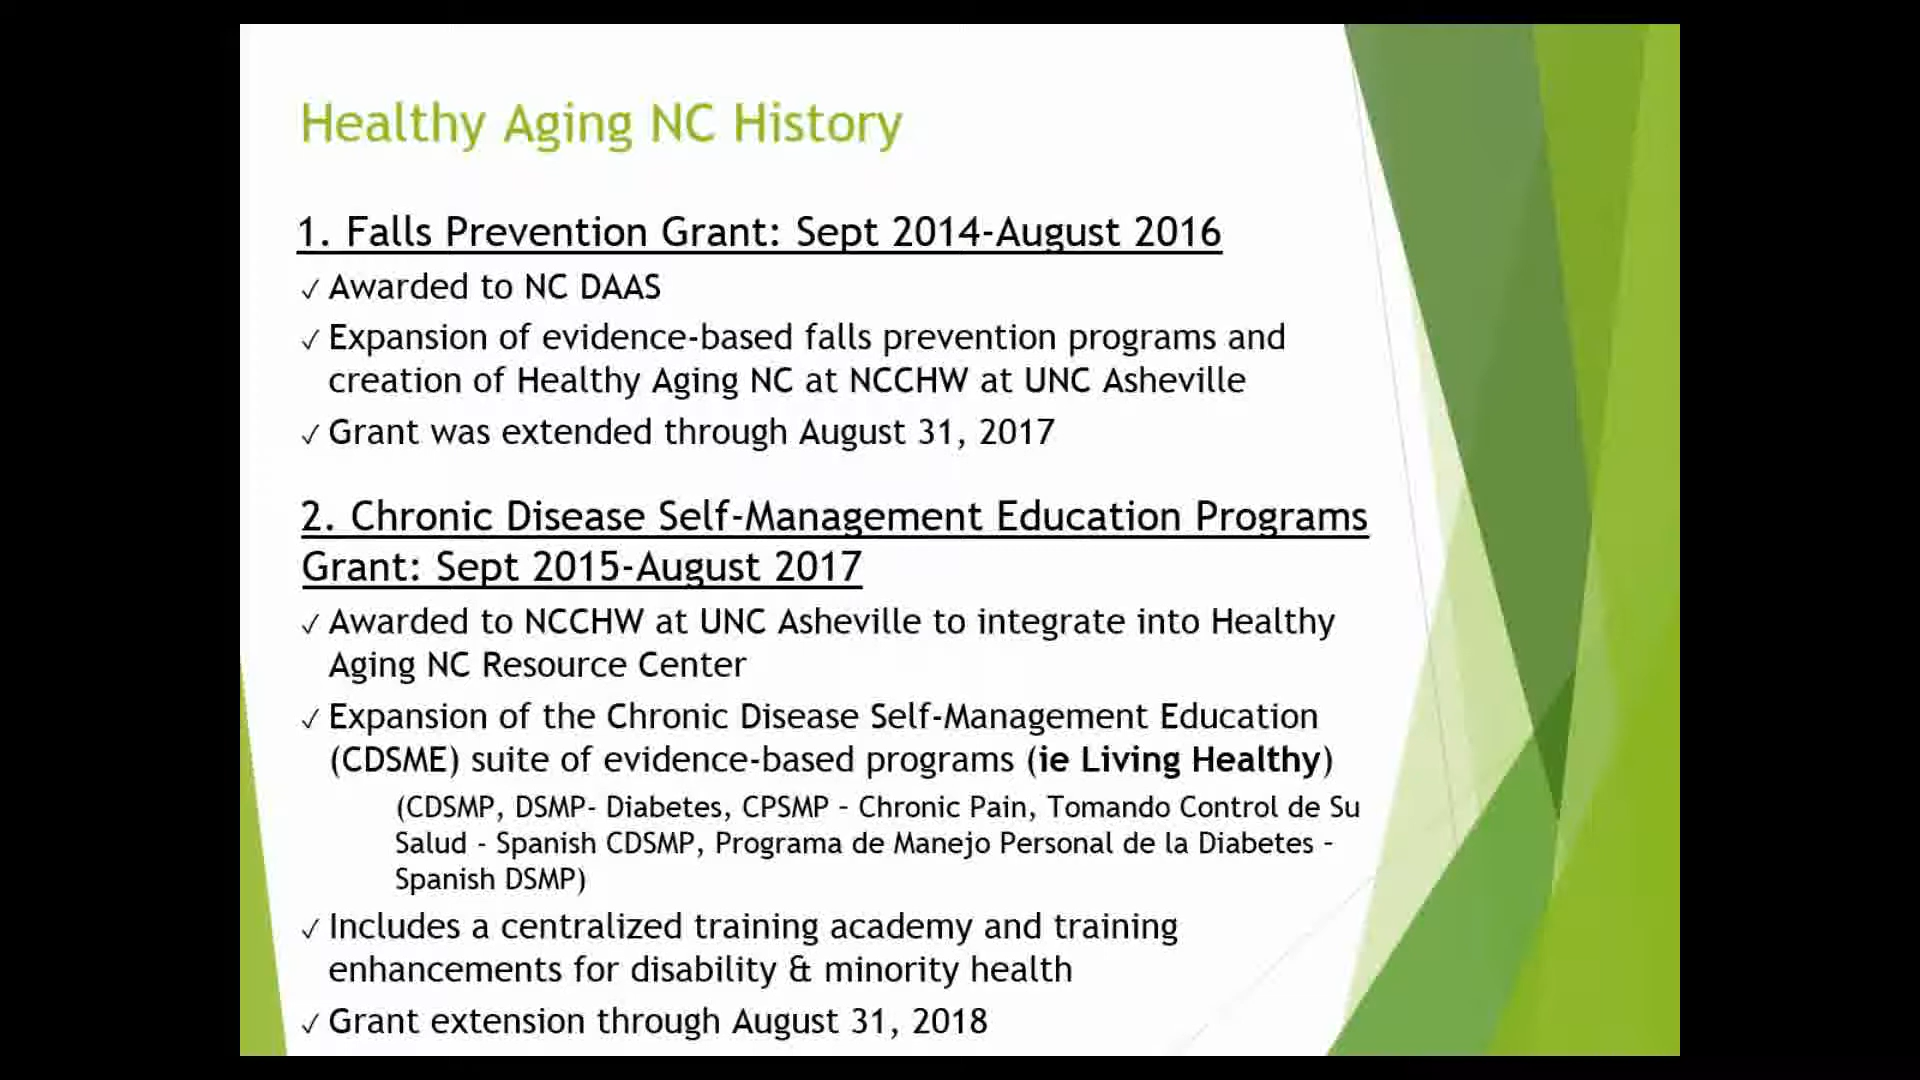 Healthy Aging NC History
1. Falls Prevention Grant: Sept 2014-August 2016
✓ Awarded to NC DAAS
✓ Expansion of evidence-based falls prevention programs and
creation of Healthy Aging NC at NCCHW at UNC Asheville
✓ Grant was extended through August 31, 2017
2. Chronic Disease Self-Management Education Programs
Grant: Sept 2015-August 2017
✓ Awarded to NCCHW at UNC Asheville to integrate into Healthy
Aging NC Resource Center
✓ Expansion of the Chronic Disease Self-Management Education
(CDSME) suite of evidence-based programs (ie Living Healthy)
(CDSMP, DSMP- Diabetes, CPSMP – Chronic Pain, Tomando Control de Su
Salud - Spanish CDSMP, Programa de Manejo Personal de la Diabetes –
Spanish DSMP)
✓ Includes a centralized training academy and training
enhancements for disability & minority health
✓ Grant extension through August 31, 2018